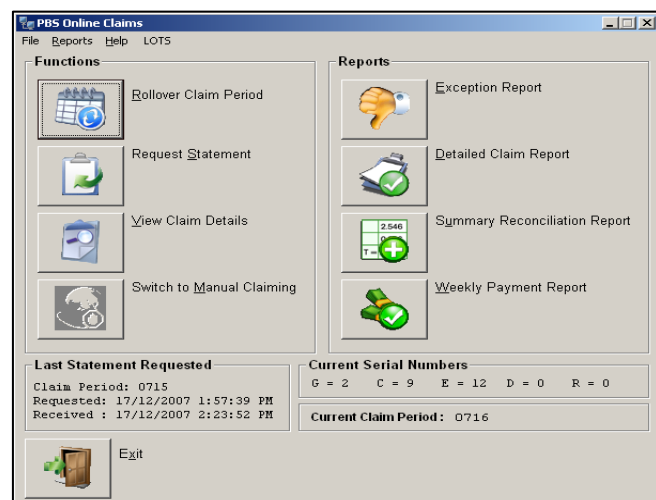 PBS Online Claims
File Reports Help LOTS
Functions
Rollover Claim Period
Request Statement
View Claim Details
Switch to Manual Claiming
Reports
Exception Report
Detailed Claim Report
2.546
T =
Summary Reconciliation Report
Weekly Payment Report
Last Statement Requested
Claim Period: 0715
Requested: 17/12/2007 1:57:39 PM
Received : 17/12/2007 2:23:52 PM
Current Serial Numbers
G = 2 C = 9 E = 12 D = 0 R = 0
Current Claim Period : 0716
Exit